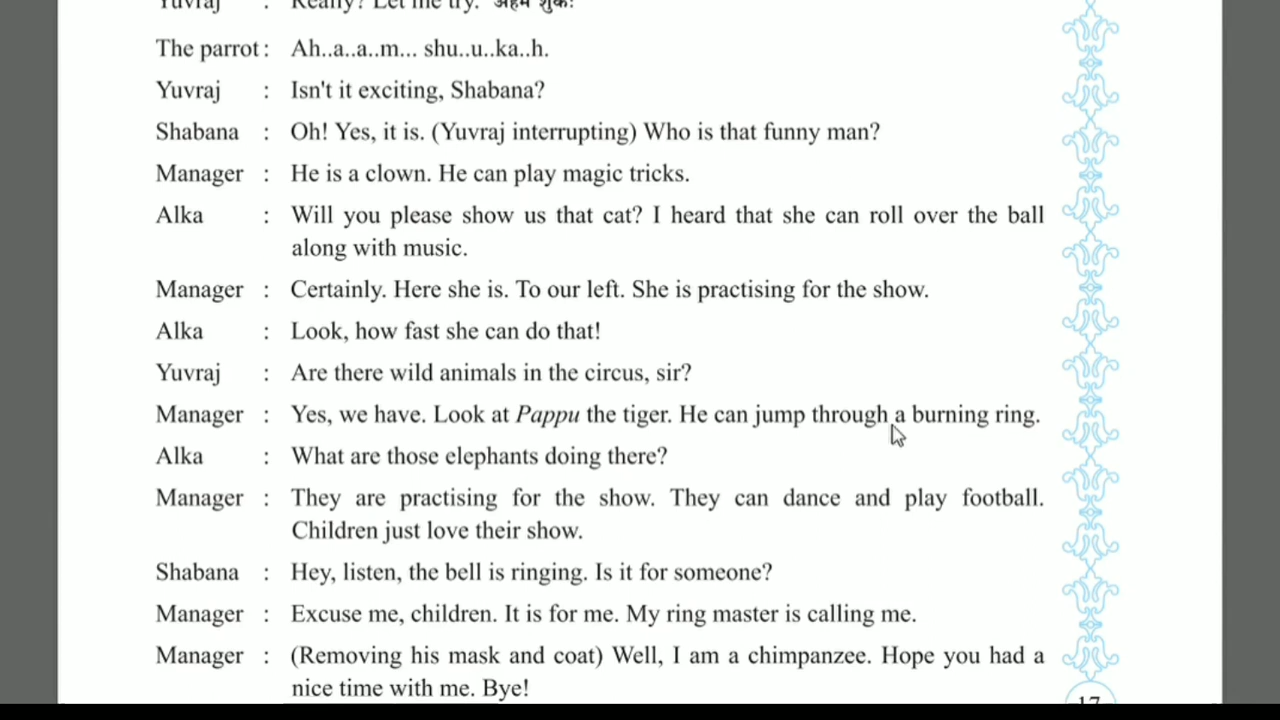 Yuvraj : Really? Let me try. अहम् शुकः
The parrot : Ah..a..a..m... shu..u..ka..h.
Yuvraj : Isn't it exciting, Shabana?
Shabana : Oh! Yes, it is. (Yuvraj interrupting) Who is that funny man?
Manager : He is a clown. He can play magic tricks.
Alka : Will you please show us that cat? I heard that she can roll over the ball
along with music.
Manager : Certainly. Here she is. To our left. She is practising for the show.
Alka : Look, how fast she can do that!
Yuvraj : Are there wild animals in the circus, sir?
Manager : Yes, we have. Look at Pappu the tiger. He can jump through a burning ring.
Alka : What are those elephants doing there?
Manager : They are practising for the show. They can dance and play football.
Children just love their show.
Shabana : Hey, listen, the bell is ringing. Is it for someone?
Manager : Excuse me, children. It is for me. My ring master is calling me.
Manager : (Removing his mask and coat) Well, I am a chimpanzee. Hope you had a
nice time with me. Bye!
17